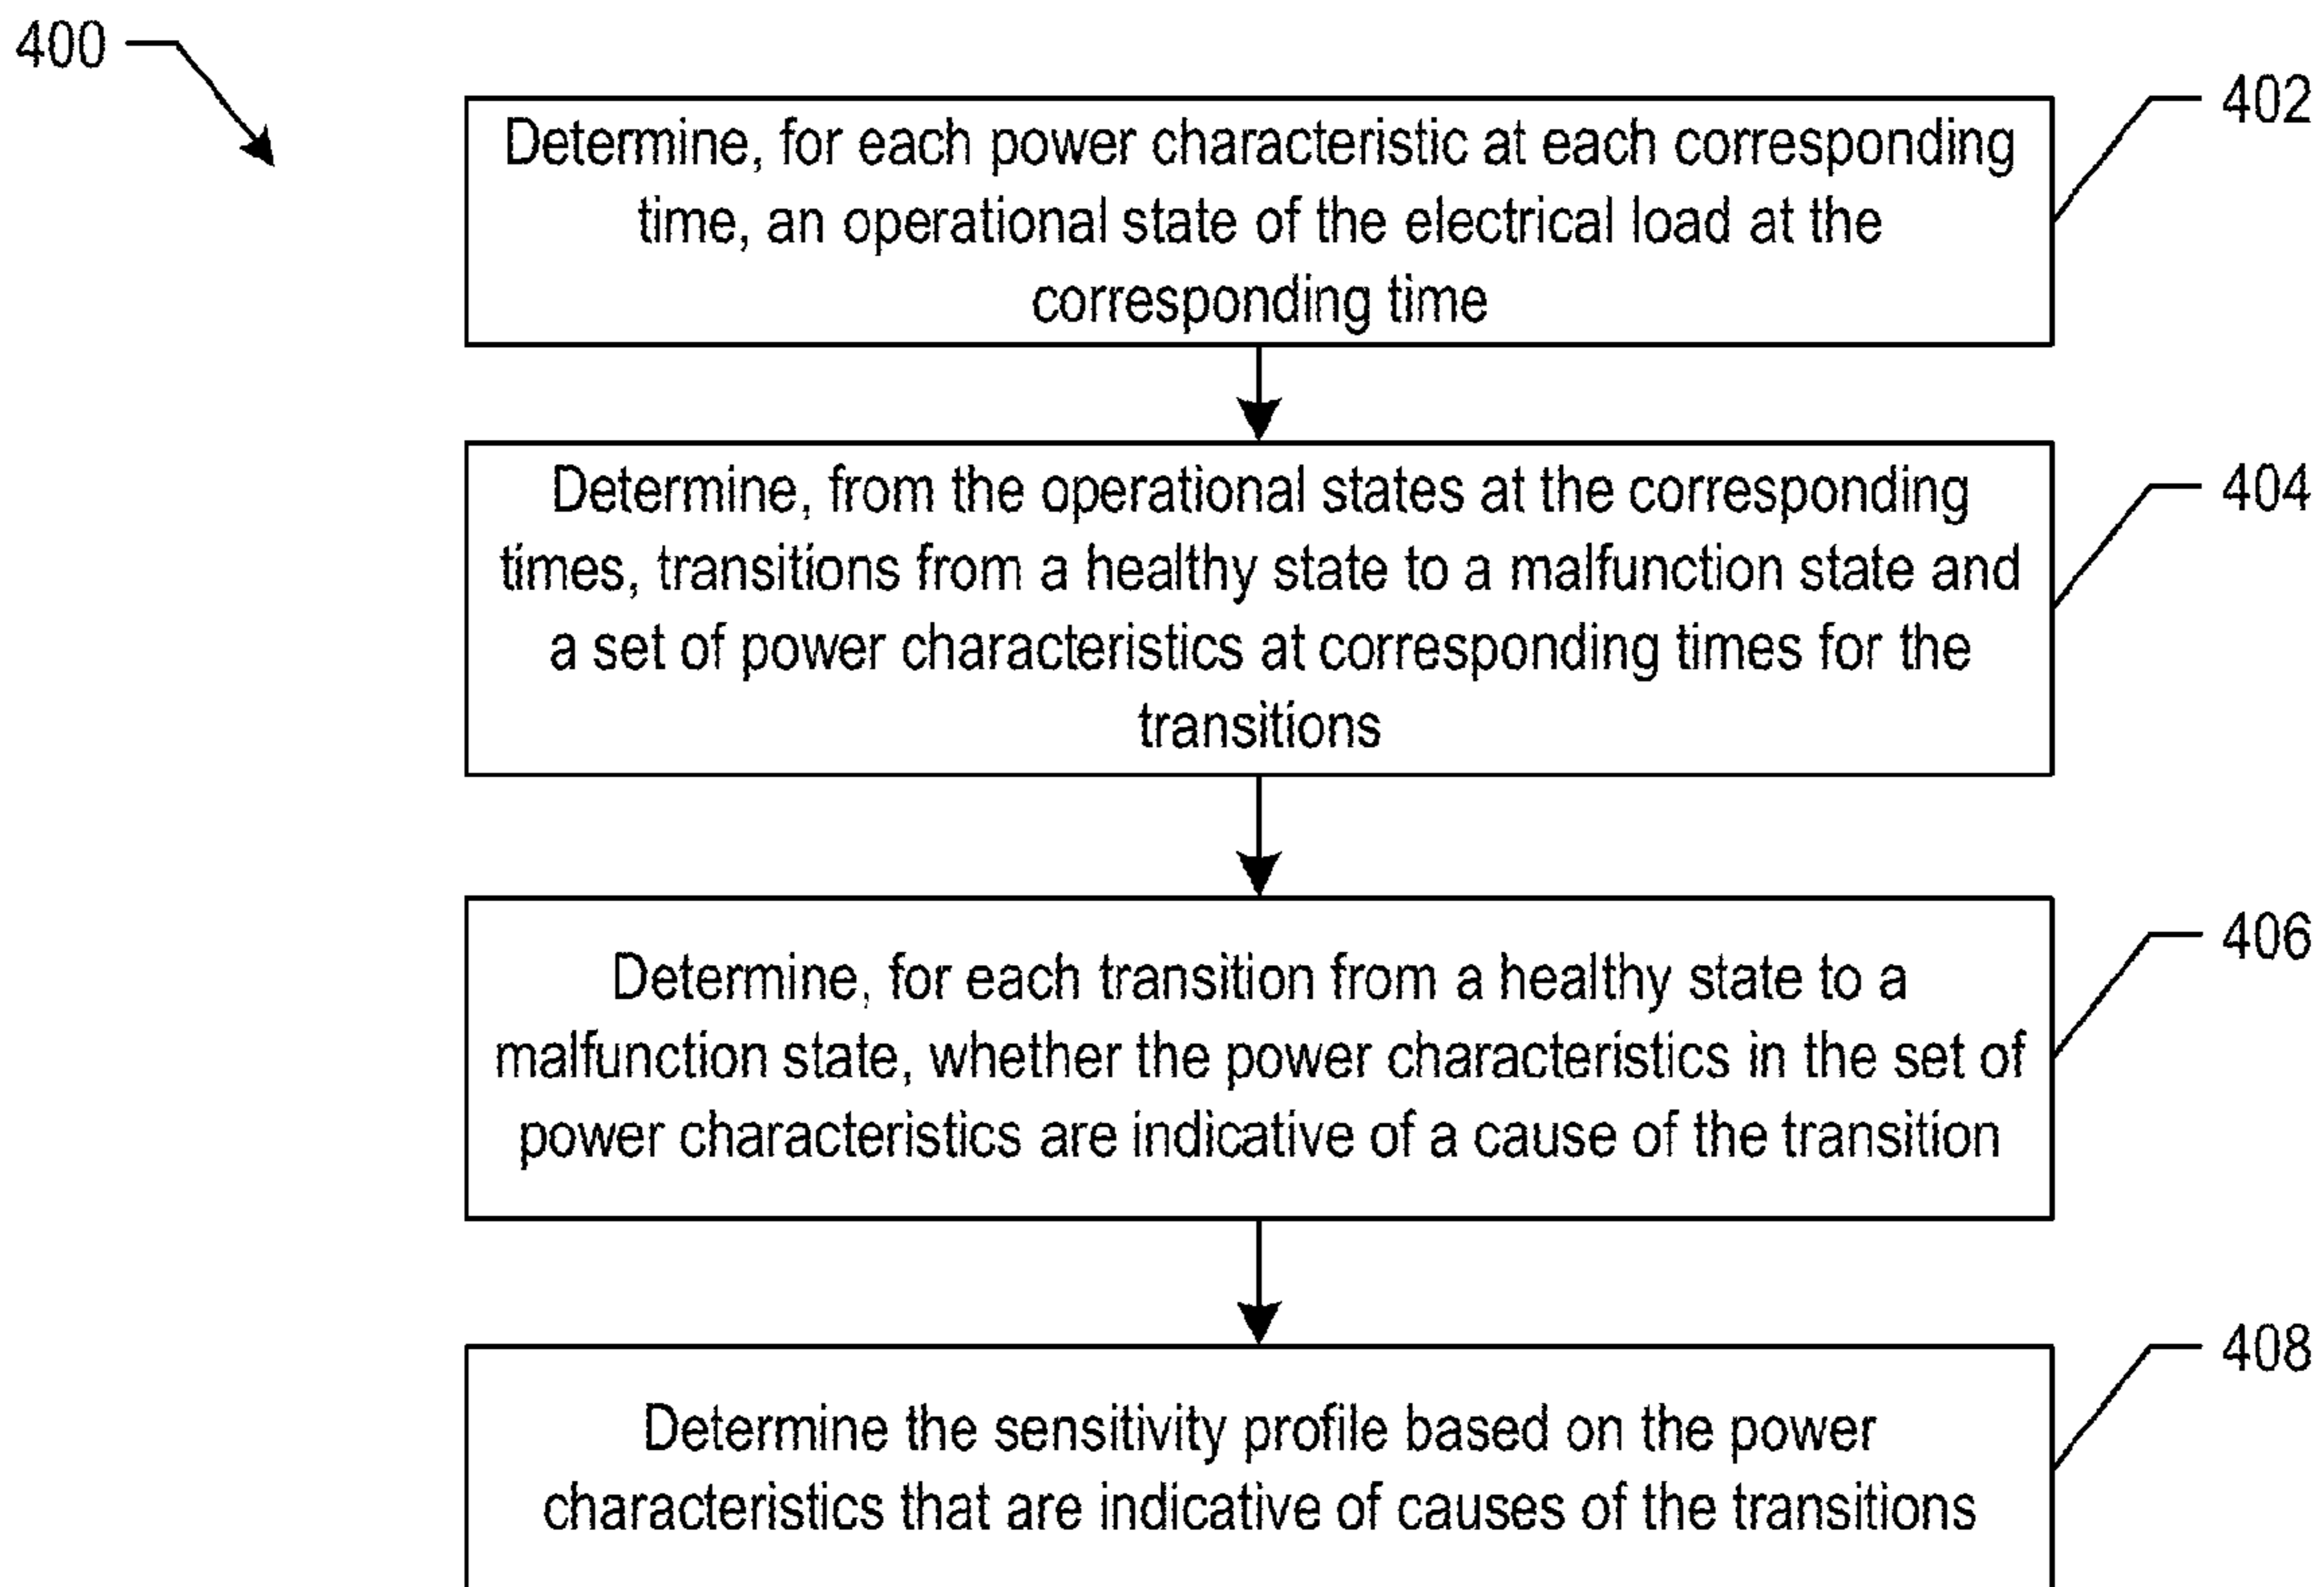 400
402
Determine, for each power characteristic at each corresponding
time, an operational state of the electrical load at the
corresponding time
404
Determine, from the operational states at the corresponding
times, transitions from a healthy state to a malfunction state and
a set of power characteristics at corresponding times for the
transitions
406
Determine, for each transition from a healthy state to a
malfunction state, whether the power characteristics in the set of
power characteristics are indicative of a cause of the transition
408
Determine the sensitivity profile based on the power
characteristics that are indicative of causes of the transitions